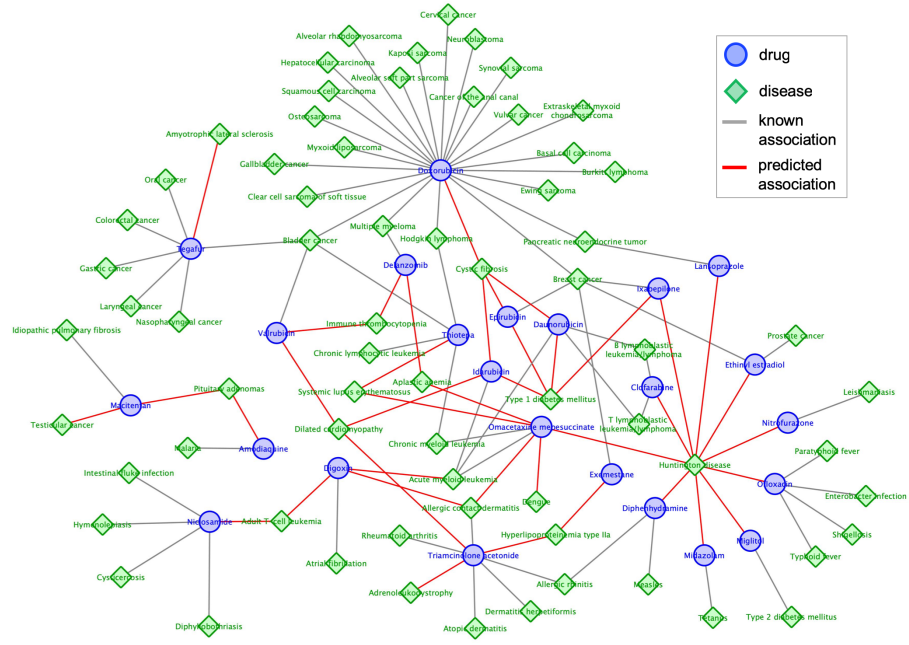 Cervical cancer
Alveolar rhabdomyosarcoma
Neuroblastoma
Kaposi sarcoma
Hepatocellular carcinoma
Synovial sarcoma
Alveolar soft part sarcoma
Squamous cell carcinoma
Cancer of the anal canal
Extraskeletal myxoid
chondrosarcoma
Osteosarcoma
Vulvar cancer
Amyotrophic lateral sclerosis
Myxoid liposarcoma
Basal cell carcinoma
Gallbladder cancer
Doxorubicin
Burkitt lymphoma
Oral cancer
Ewing sarcoma
Clear cell sarcoma of soft tissue
drug
disease
known
association
predicted
association
Colorectal cancer
Multiple myeloma
Bladder cancer
Hodgkin lymphoma
Pancreatic neuroendocrine tumor
Tegafur
Delanzomib
Cystic fibrosis
Lansoprazole
Gastric cancer
Breast cancer
Ixabepilone
Laryngeal cancer
Nasopharyngeal cancer
Idiopathic pulmonary fibrosis
Immune thrombocytopenia
Epirubicin
Daunorubicin
Valrubicin
Thiotepa
Prostate cancer
B lymphoblastic
leukemia/lymphoma
Chronic lymphocytic leukemia
Ethinyl estradiol
Idarubicin
Pituitary adenomas
Systemic lupus erythematosus
Aplastic anemia
Clofarabine
Leishmaniasis
Type 1 diabetes mellitus
Macitentan
Testicular cancer
Dilated cardiomyopathy
Omacetaxine mepesuccinate
T lymphoblastic
leukemia/lymphoma
Nitrofurazone
Malaria
Amodiaquine
Chronic myeloid leukemia
Paratyphoid fever
Intestinal fluke infection
Digoxin
Huntington disease
Acute myeloid leukemia
Exemestane
Ofloxacin
Enterobacter infection
Allergic contact dermatitis
Dengue
Diphenhydramine
Hymenolepiasis
Niclosamide
Adult T-cell leukemia
Rheumatoid arthritis
Hyperlipoproteinemia type IIa
Shigellosis
Miglitol
Triamcinolone acetonide
Midazolam
Typhoid fever
Atrial fibrillation
Cysticercosis
Adrenoleukodystrophy
Allergic rhinitis
Measles
Dermatitis herpetiformis
Diphyllobothriasis
Atopic dermatitis
Tetanus
Type 2 diabetes mellitus